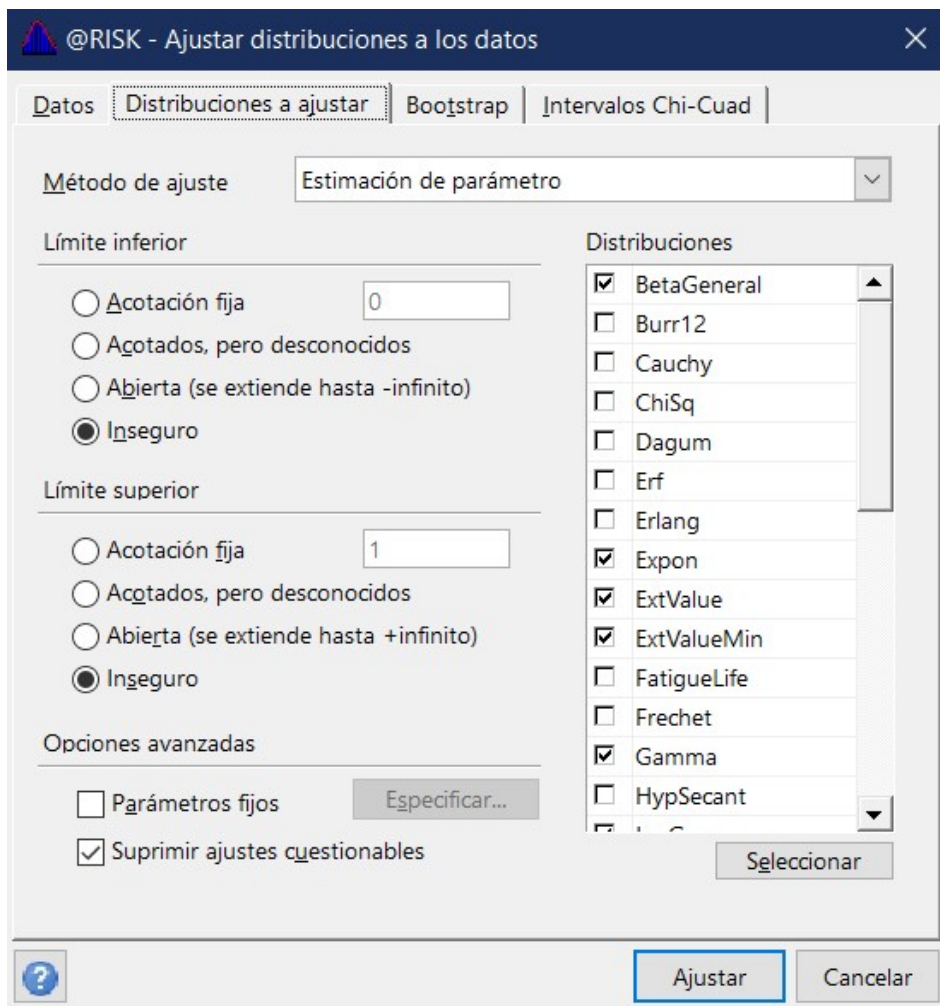 @RISK - Ajustar distribuciones a los datos
Datos
Distribuciones a ajustar
Bootstrap
Intervalos Chi-Cuad
Método de ajuste
Estimación de parámetro
Límite inferior
Acotación fija
0
Acotados, pero desconocidos
Abierta (se extiende hasta -infinito)
Inseguro
Límite superior
Acotación fija
1
Acotados, pero desconocidos
Abierta (se extiende hasta +infinito)
Inseguro
Opciones avanzadas
Parámetros fijos
Especificar...
Suprimir ajustes cuestionables
Distribuciones
BetaGeneral
Burr12
Cauchy
ChiSq
Dagum
Erf
Erlang
Expon
ExtValue
ExtValueMin
FatigueLife
Frechet
Gamma
HypSecant
Seleccionar
Ajustar
Cancelar